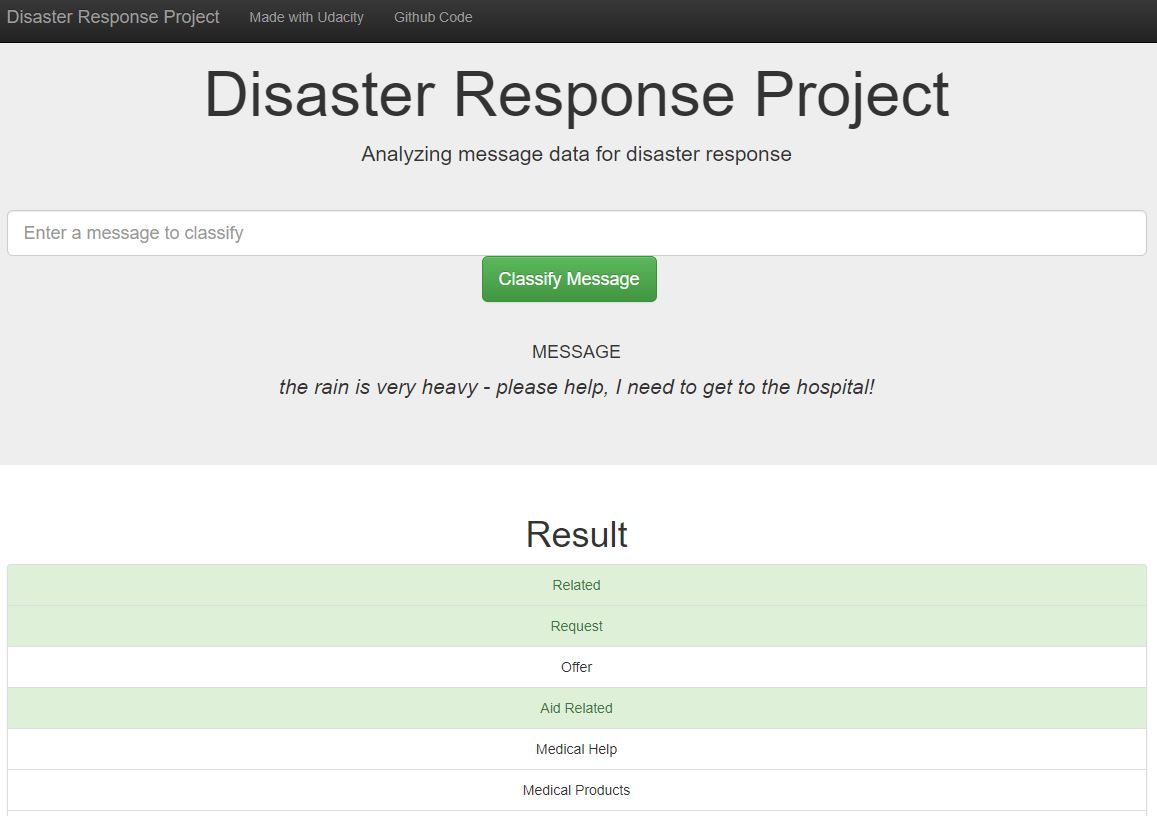 Disaster Response Project Made with Udacity Github Code
Disaster Response Project
Analyzing message data for disaster response
Enter a message to classify
Classify Message
MESSAGE
the rain is very heavy - please help, I need to get to the hospital!
Result
Related
Request
Offer
Aid Related
Medical Help
Medical Products